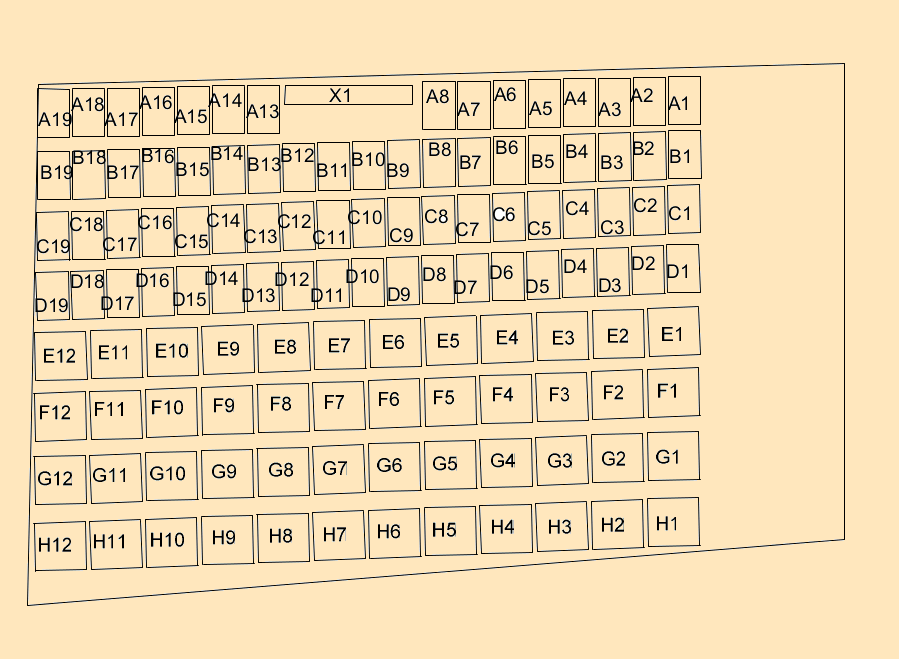 A19 A18 A17 A16 A15 A14 A13 X1 A8 A7 A6 A5 A4 A3 A2 A1
B19 B18 B17 B16 B15 B14 B13 B12 B11 B10 B9 B8 B7 B6 B5 B4 B3 B2 B1
C19 C18 C17 C16 C15 C14 C13 C12 C11 C10 C9 C8 C7 C6 C5 C4 C3 C2 C1
D19 D18 D17 D16 D15 D14 D13 D12 D11 D10 D9 D8 D7 D6 D5 D4 D3 D2 D1
E12 E11 E10 E9 E8 E7 E6 E5 E4 E3 E2 E1
F12 F11 F10 F9 F8 F7 F6 F5 F4 F3 F2 F1
G12 G11 G10 G9 G8 G7 G6 G5 G4 G3 G2 G1
H12 H11 H10 H9 H8 H7 H6 H5 H4 H3 H2 H1